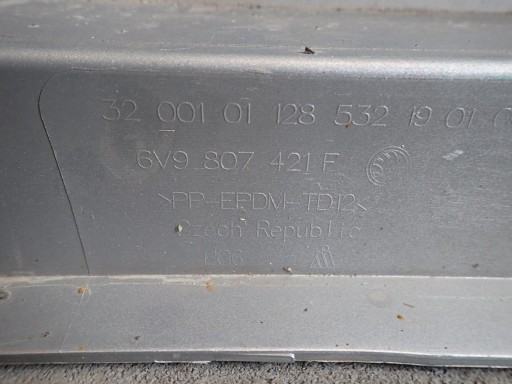 32 001 01 128 532 19 01
6V9 807 421 F
>PP-EPDM-TD12<
Czech Republic